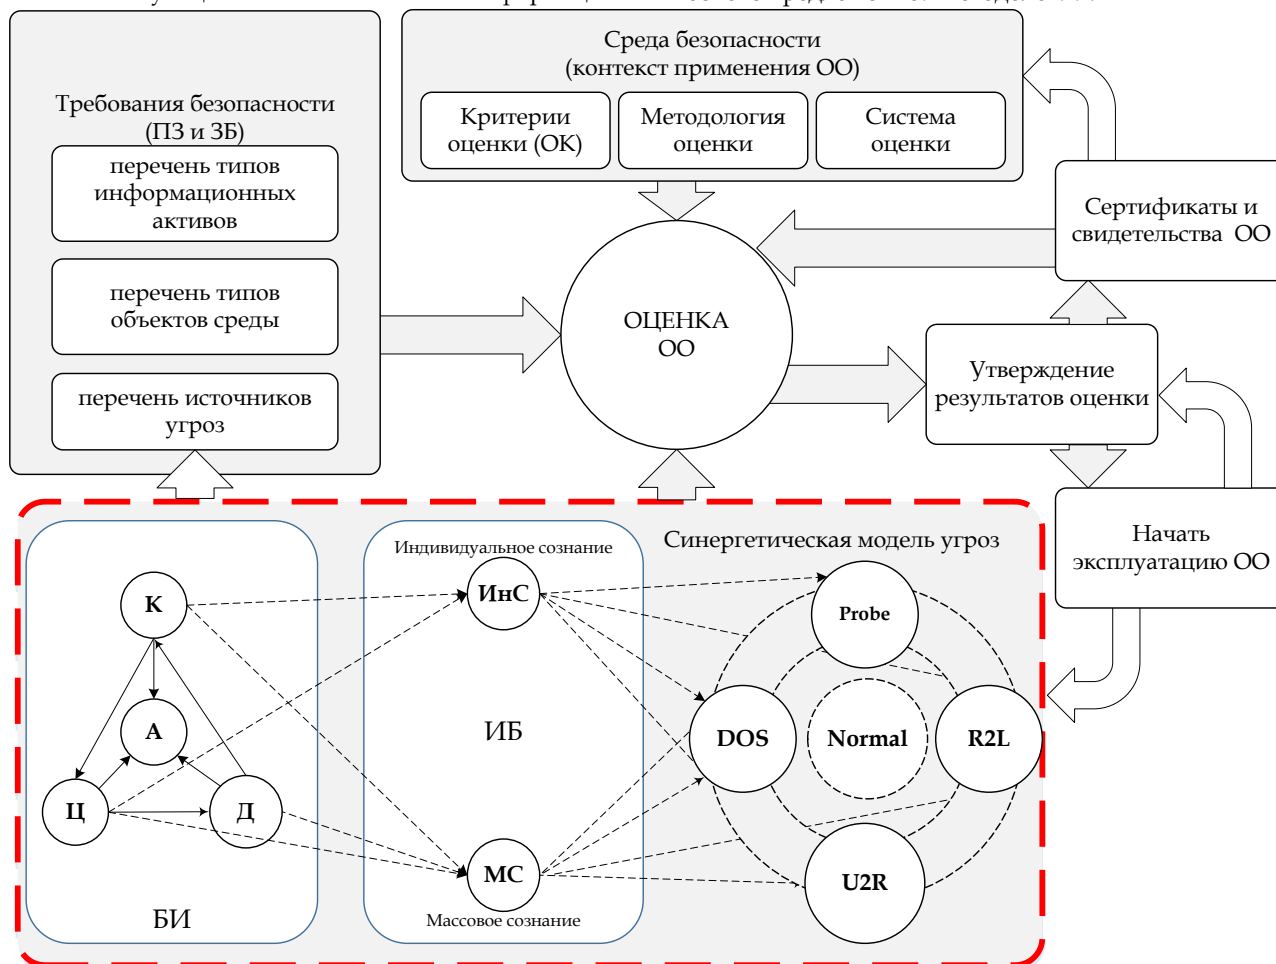 Среда безопасности
(контекст применения ОО)
Критерии
оценки (ОК)
Методология
оценки
Система
оценки
Требования безопасности
(ПЗ и ЗБ)
перечень типов
информационных
активов
перечень типов
объектов среды
перечень источников
угроз
ОЦЕНКА
ОО
Сертификаты и
свидетельства ОО
Утверждение
результатов оценки
Начать
эксплуатацию ОО
Синергетическая модель угроз
Индивидуальное сознание
К
ИнС
Probe
А
ИБ
DOS
Normal
R2L
Ц
Д
МС
U2R
Массовое сознание
БИ